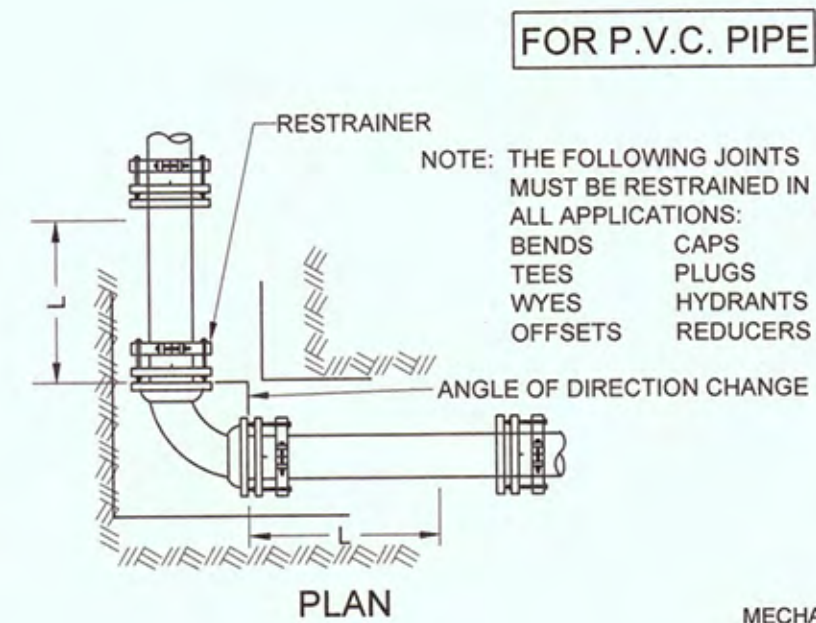 FOR P.V.C. PIPE
RESTRAINER
NOTE: THE FOLLOWING JOINTS
MUST BE RESTRAINED IN
ALL APPLICATIONS:
BENDS CAPS
TEES PLUGS
WYES HYDRANTS
OFFSETS REDUCERS
L
ANGLE OF DIRECTION CHANGE
L
PLAN
MECHA